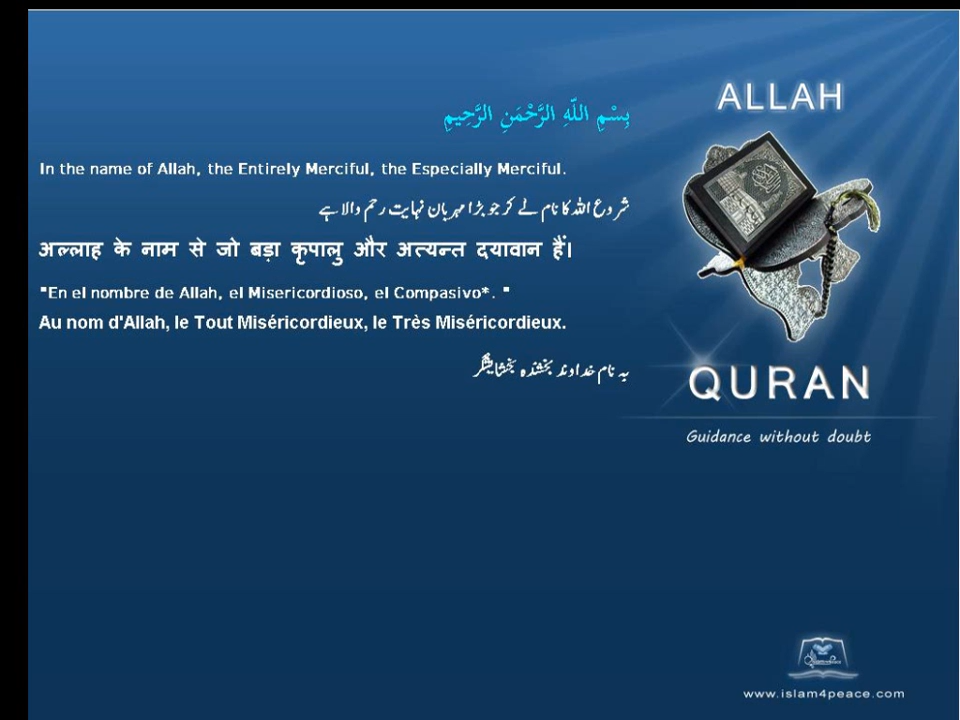 بِسْمِ اللَّهِ الرَّحْمَنِ الرَّحِيمِ
In the name of Allah, the Entirely Merciful, the Especially Merciful.
شروع اللہ کا نام لے کر جو بڑا مہربان نہایت رحم والا ہے
अल्लाह के नाम से जो बड़ा कृपालु और अत्यन्त दयावान हैं।
"En el nombre de Allah, el Misericordioso, el Compasivo*. "
Au nom d'Allah, le Tout Miséricordieux, le Très Miséricordieux.
به نام خداوند بخشنده بخشایشگر
ALLAH
QURAN
Guidance without doubt
www.islam4peace.com